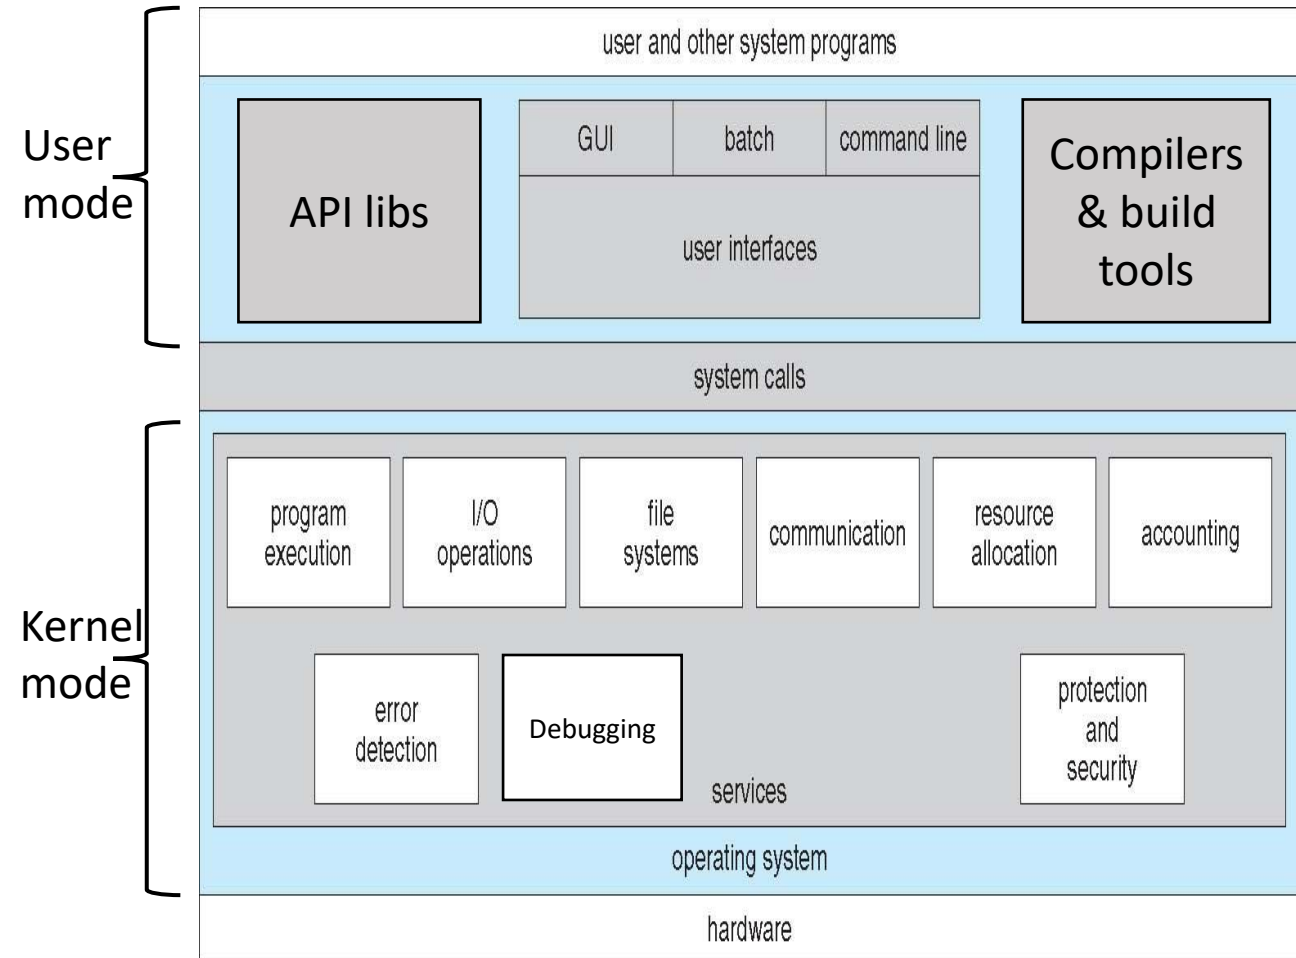 user and other system programs
User
mode
API libs
GUI
batch
command line
user interfaces
Compilers
& build
tools
system calls
Kernel
mode
program
execution
I/O
operations
file
systems
communication
resource
allocation
accounting
error
detection
Debugging
protection
and
security
services
operating system
hardware